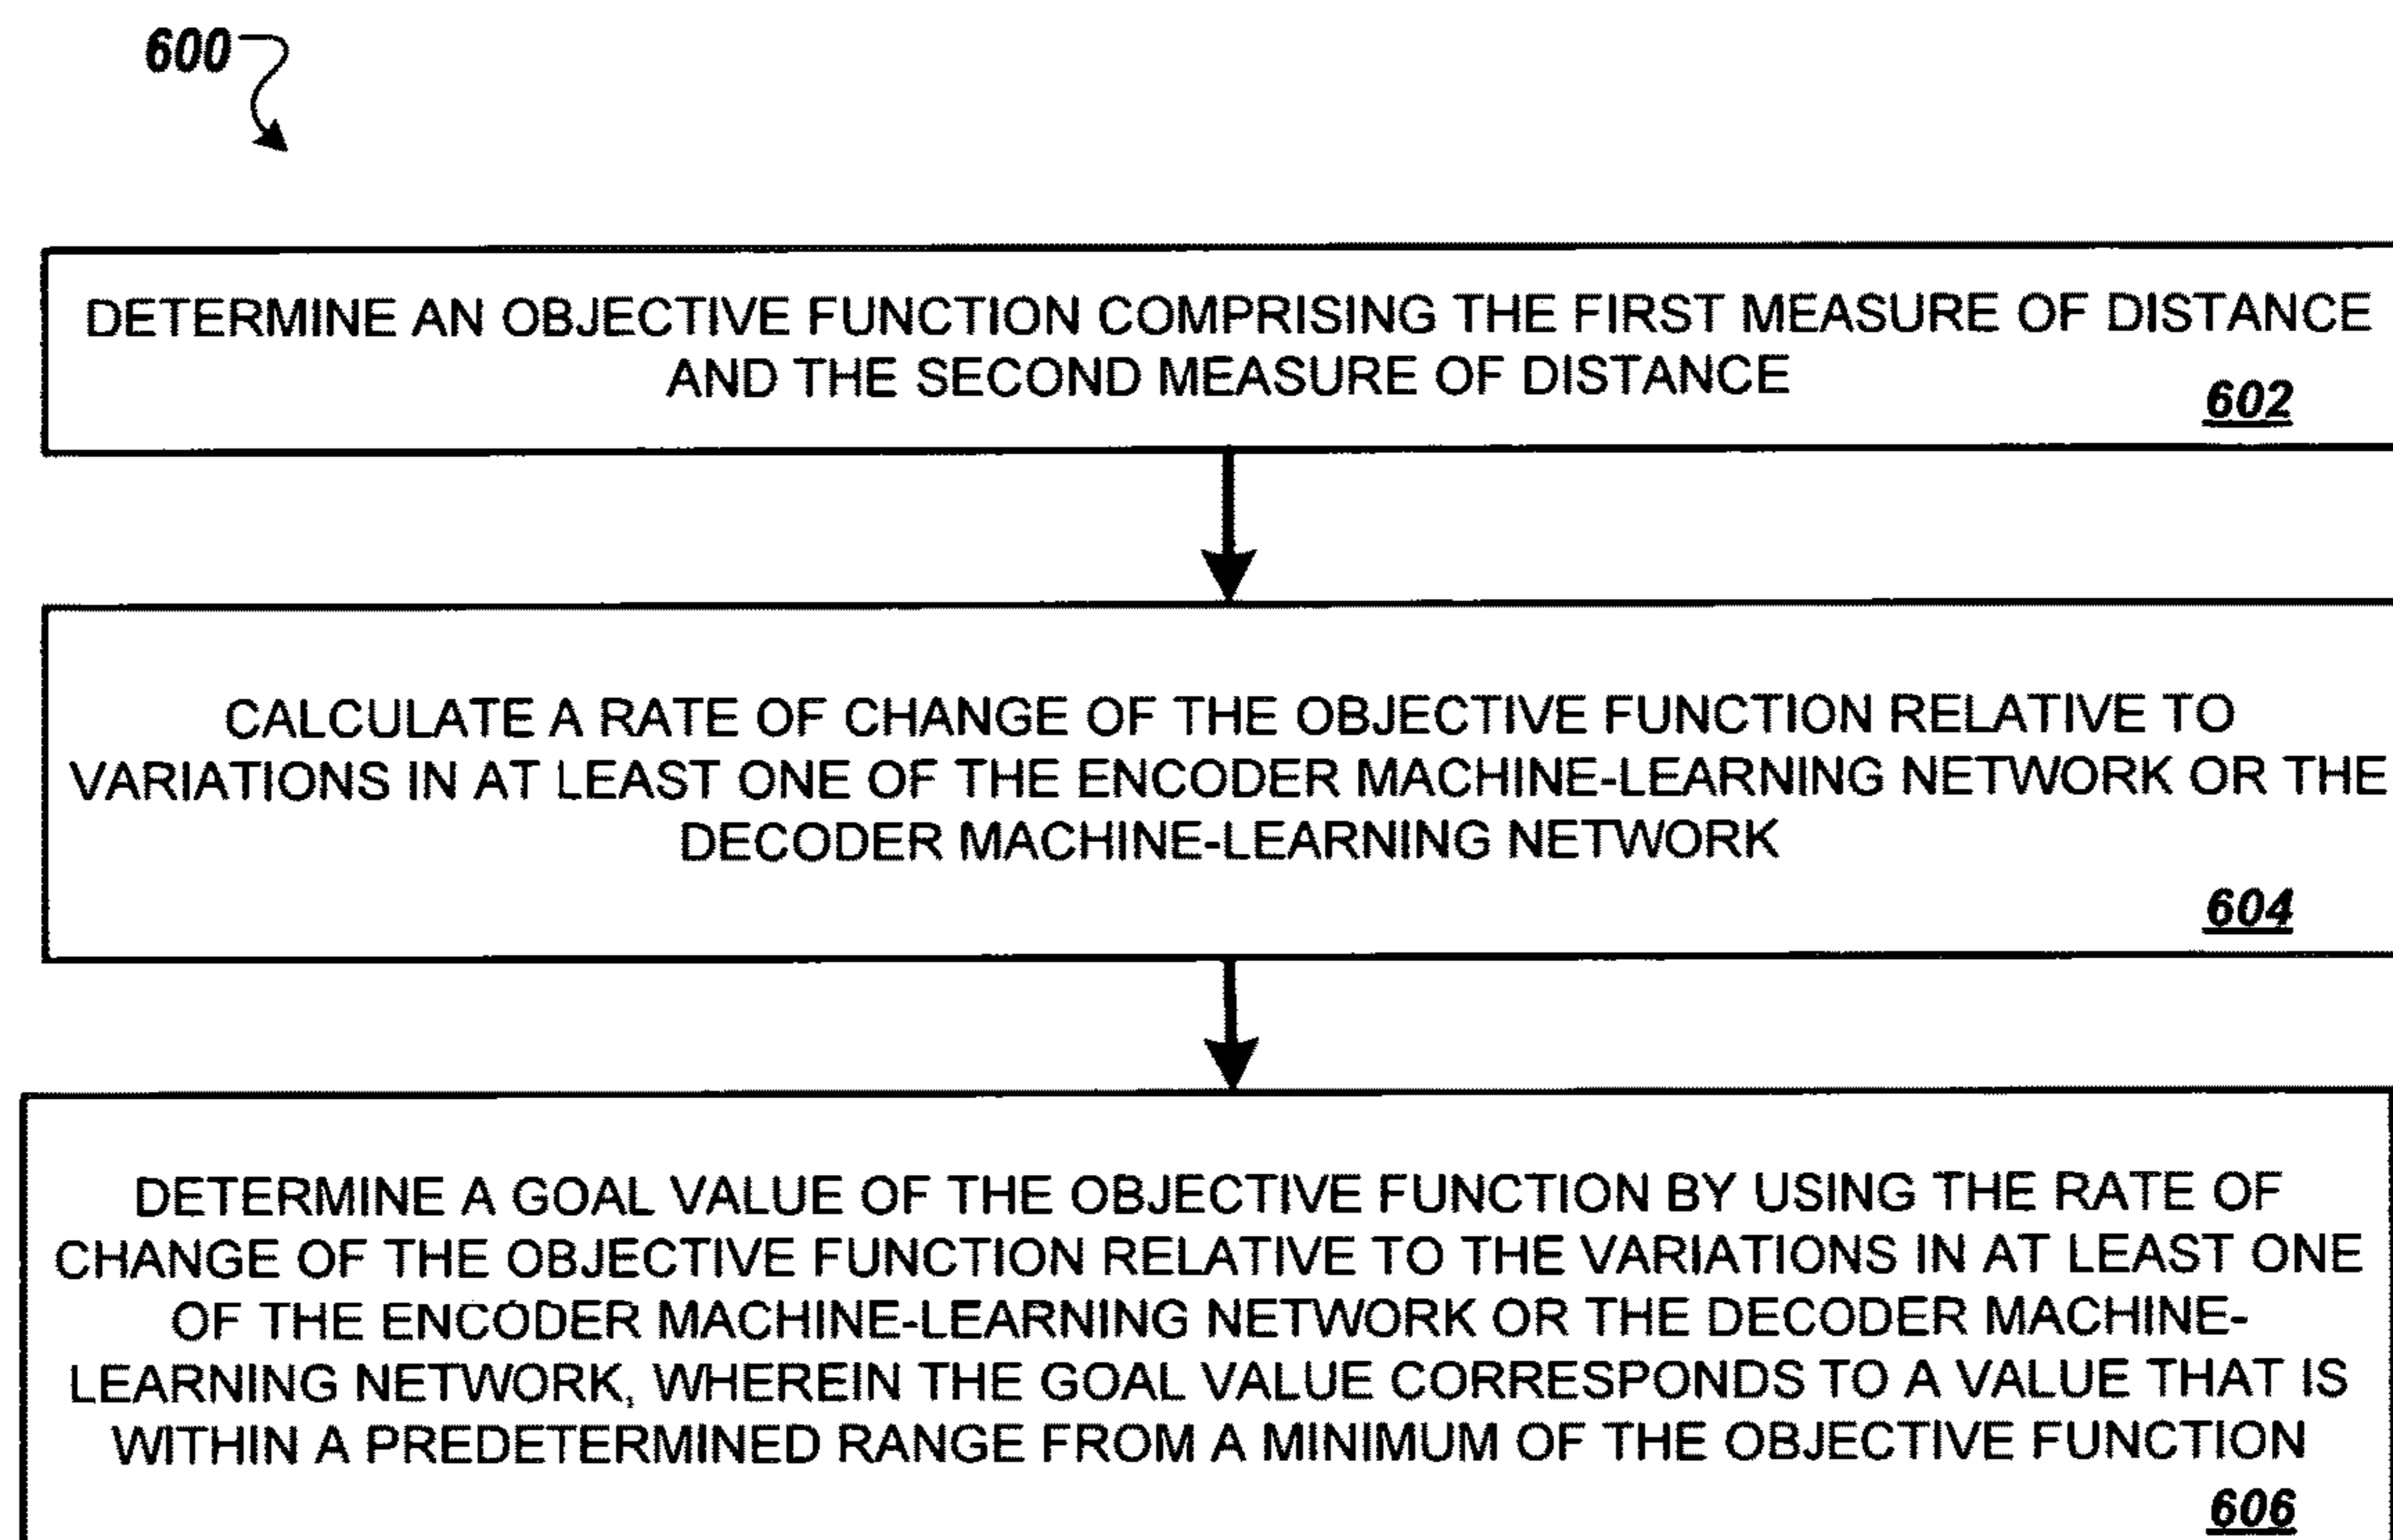 600
DETERMINE AN OBJECTIVE FUNCTION COMPRISING THE FIRST MEASURE OF DISTANCE
AND THE SECOND MEASURE OF DISTANCE
602
CALCULATE A RATE OF CHANGE OF THE OBJECTIVE FUNCTION RELATIVE TO
VARIATIONS IN AT LEAST ONE OF THE ENCODER MACHINE-LEARNING NETWORK OR THE
DECODER MACHINE-LEARNING NETWORK
604
DETERMINE A GOAL VALUE OF THE OBJECTIVE FUNCTION BY USING THE RATE OF
CHANGE OF THE OBJECTIVE FUNCTION RELATIVE TO THE VARIATIONS IN AT LEAST ONE
OF THE ENCODER MACHINE-LEARNING NETWORK OR THE DECODER MACHINE-
LEARNING NETWORK, WHEREIN THE GOAL VALUE CORRESPONDS TO A VALUE THAT IS
WITHIN A PREDETERMINED RANGE FROM A MINIMUM OF THE OBJECTIVE FUNCTION
606